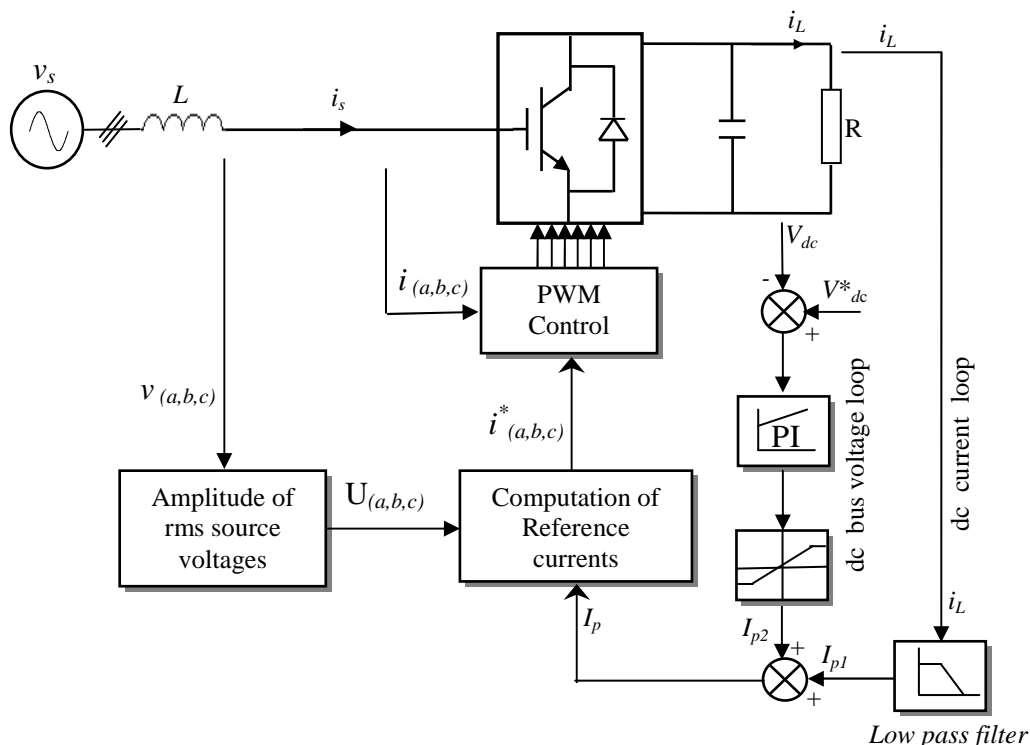 v_s
L
i_s
i_L
i_L
R
V_dc
-
V*_dc
+
i_(a,b,c)
PWM
Control
v_(a,b,c)
i*_(a,b,c)
PI
dc bus voltage loop
dc current loop
Amplitude of
rms source
voltages
U_(a,b,c)
Computation of
Reference
currents
i_L
I_p
I_p2
+
I_p1
+
Low pass filter